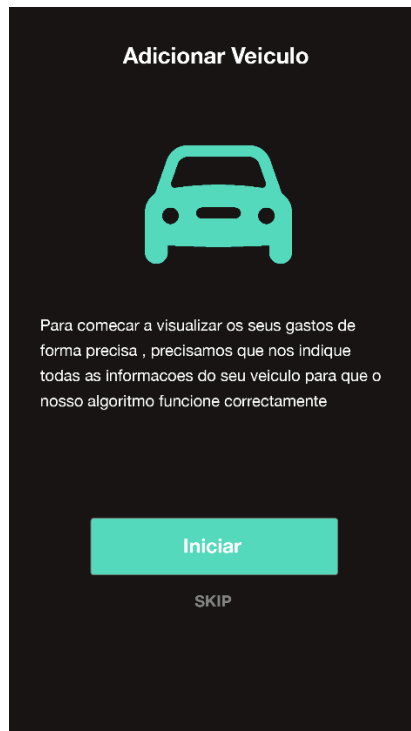 Adicionar Veiculo
Para comecar a visualizar os seus gastos de
forma precisa , precisamos que nos indique
todas as informacoes do seu veiculo para que o
nosso algoritmo funcione correctamente
Iniciar
SKIP